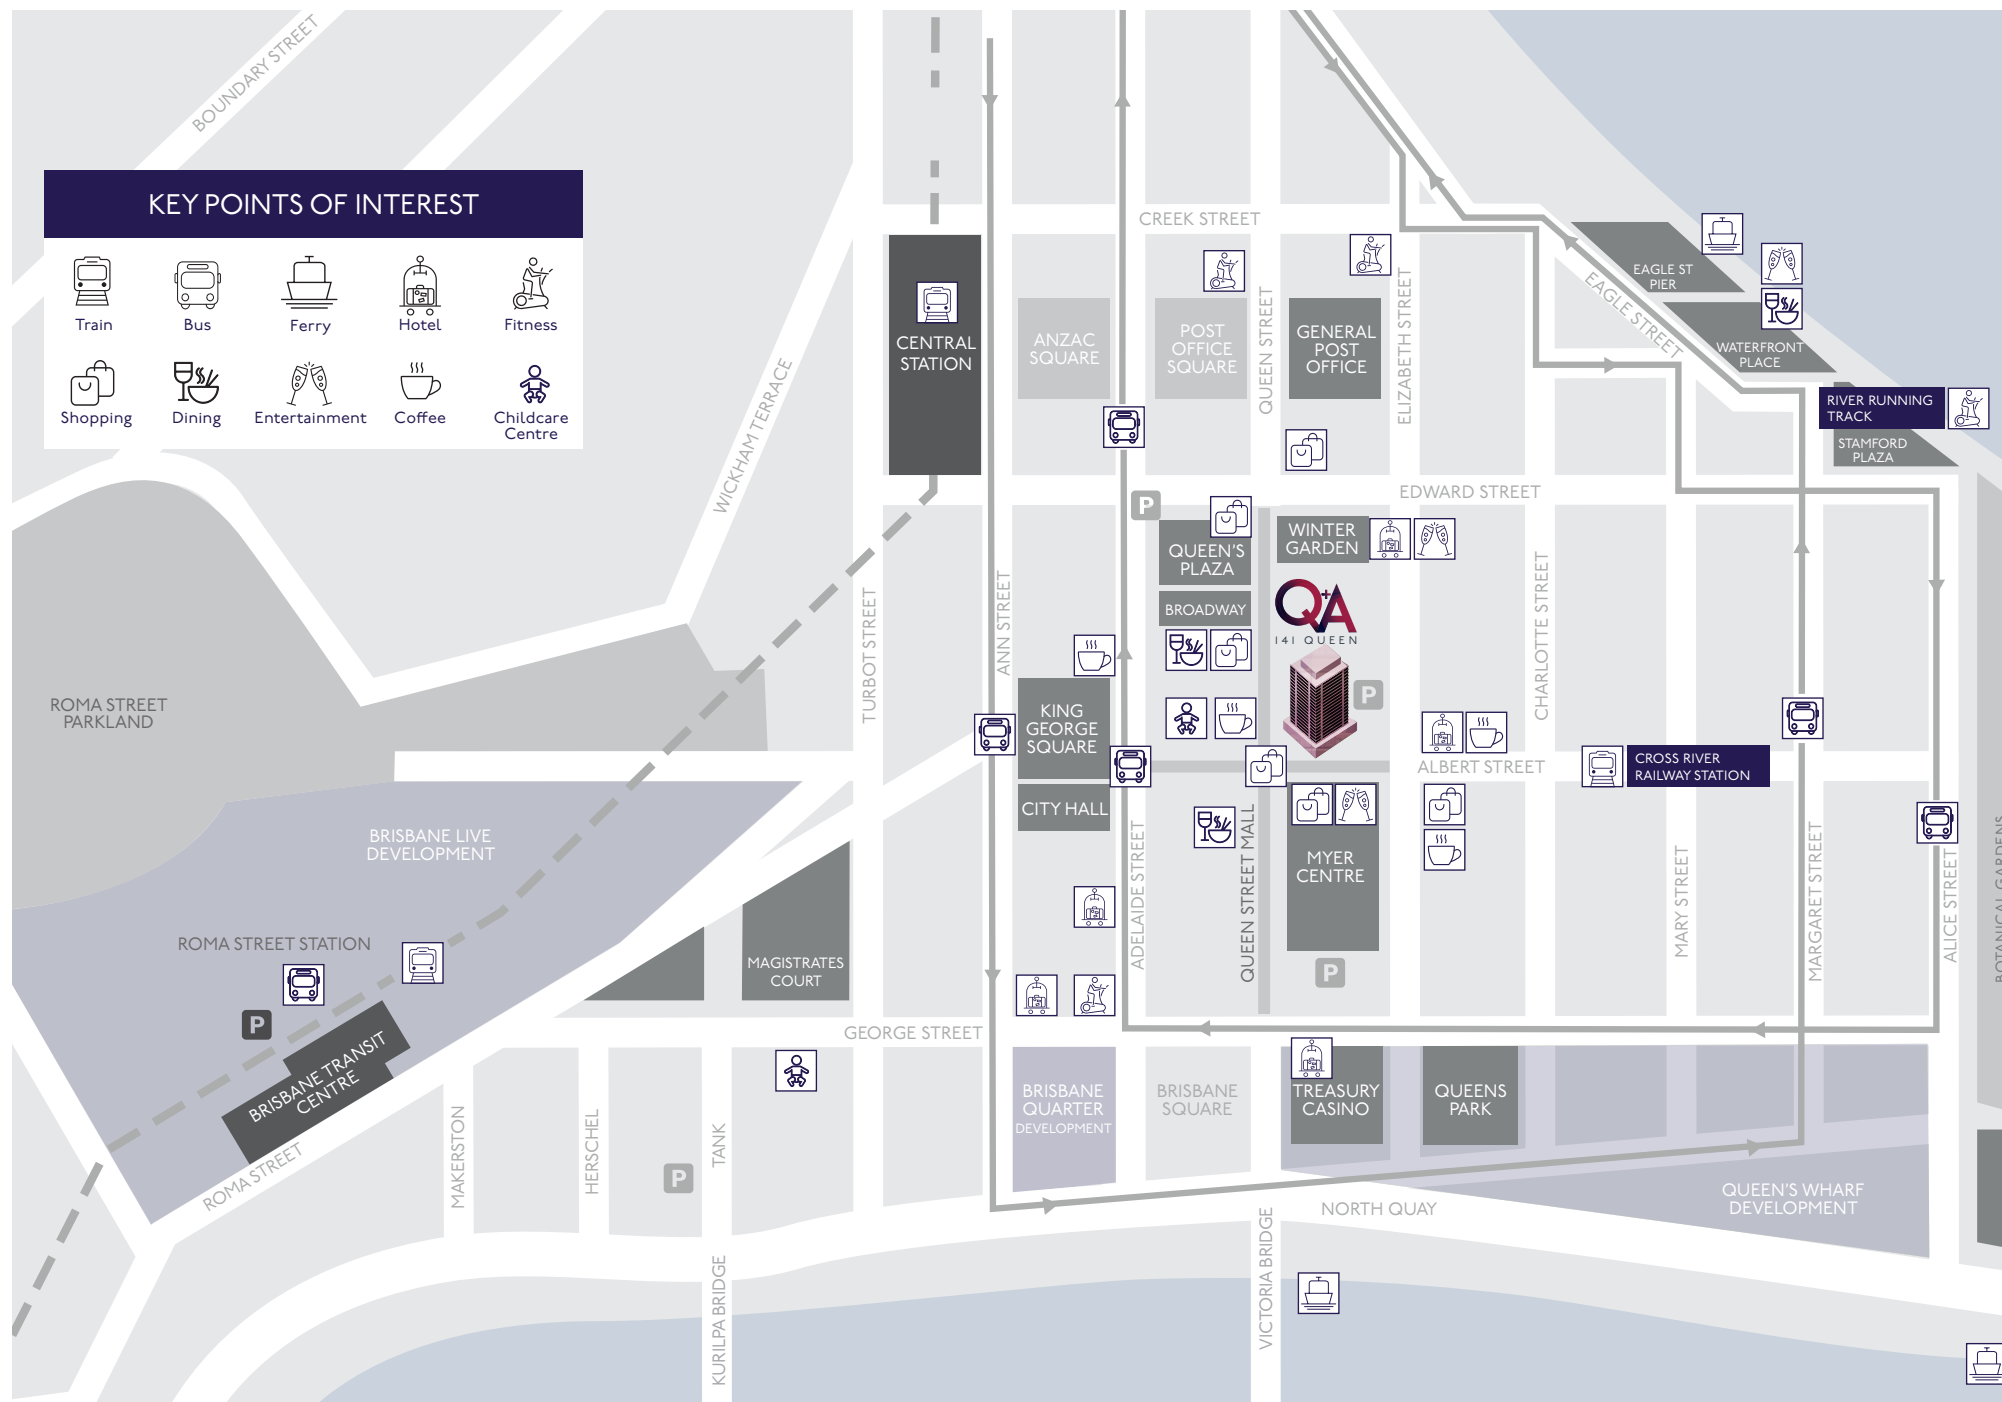 BOUNDARY STREET
KEY POINTS OF INTEREST
Train
Bus
Ferry
Hotel
Fitness
Shopping
Dining
Entertainment
Coffee
Childcare
Centre
CREEK STREET
EAGLE ST
PIER
EAGLE STREET
WATERFRONT
PLACE
RIVER RUNNING
TRACK
STAMFORD
PLAZA
CENTRAL
STATION
ANZAC
SQUARE
POST
OFFICE
SQUARE
QUEEN STREET
GENERAL
POST
OFFICE
ELIZABETH STREET
WICKHAM TERRACE
EDWARD STREET
P
QUEEN'S
PLAZA
WINTER
GARDEN
BROADWAY
Q+A
141 QUEEN
P
TURBOT STREET
ANN STREET
CHARLOTTE STREET
ROMA STREET
PARKLAND
KING
GEORGE
SQUARE
CITY HALL
ALBERT STREET
CROSS RIVER
RAILWAY STATION
BRISBANE LIVE
DEVELOPMENT
ADELAIDE STREET
QUEEN STREET MALL
MYER
CENTRE
P
MARY STREET
MARGARET STREET
ALICE STREET
BOTANICAL GARDENS
ROMA STREET STATION
P
MAGISTRATES
COURT
GEORGE STREET
BRISBANE TRANSIT
CENTRE
ROMA STREET
MAKERSTON
HERSCHEL
P
TANK
BRISBANE
QUARTER
DEVELOPMENT
BRISBANE
SQUARE
TREASURY
CASINO
QUEENS
PARK
QUEEN'S WHARF
DEVELOPMENT
NORTH QUAY
KURILPA BRIDGE
VICTORIA BRIDGE